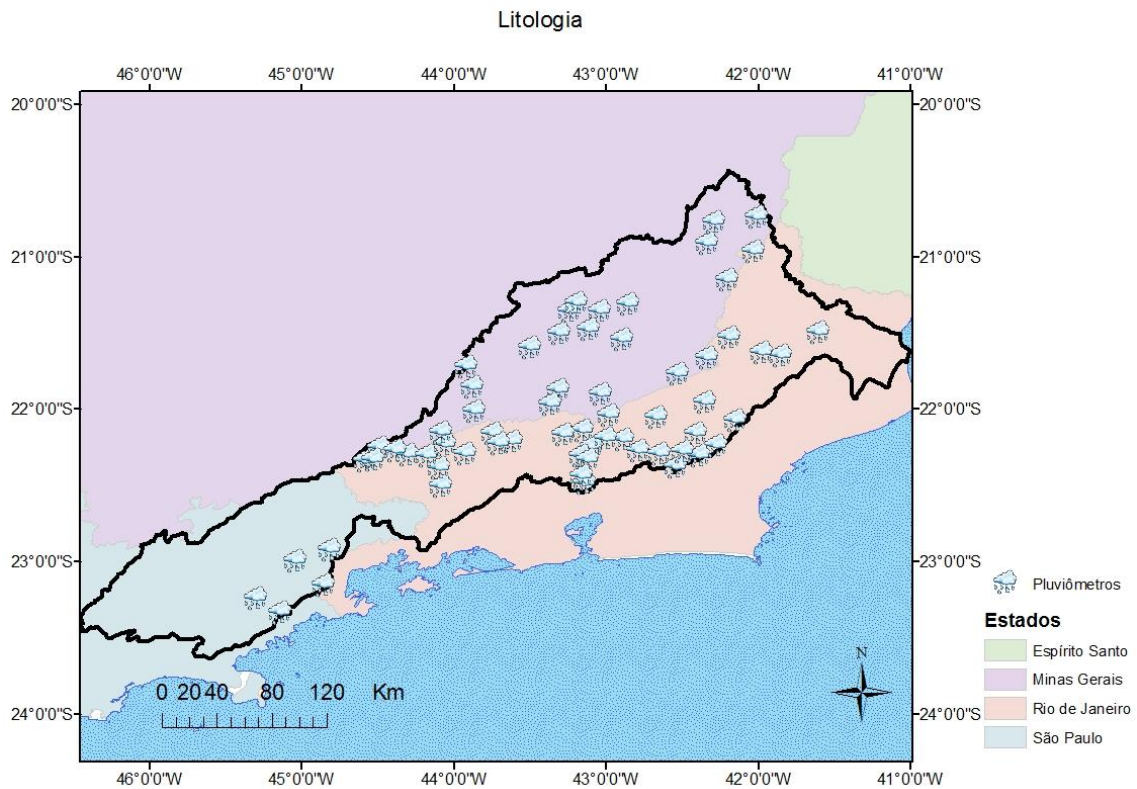 Litologia
46°0'0"W 45°0'0"W 44°0'0"W 43°0'0"W 42°0'0"W 41°0'0"W
20°0'0"S 20°0'0"S
21°0'0"S 21°0'0"S
22°0'0"S 22°0'0"S
23°0'0"S 23°0'0"S
Pluviômetros
Estados
Espírito Santo
N
Minas Gerais
0 20 40 80 120 Km
Rio de Janeiro
24°0'0"S 24°0'0"S
São Paulo
46°0'0"W 45°0'0"W 44°0'0"W 43°0'0"W 42°0'0"W 41°0'0"W